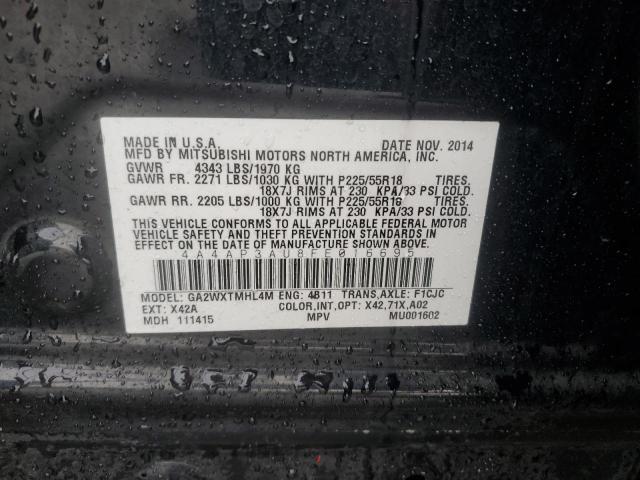 MADE IN U.S.A. DATE NOV. 2014
MFD BY MITSUBISHI MOTORS NORTH AMERICA, INC.
GVWR 4343 LBS/1970 KG
GAWR FR. 2271 LBS/1030 KG WITH P225/55R18 TIRES.
18X7J RIMS AT 230 KPA/33 PSI COLD.
GAWR RR. 2205 LBS/1000 KG WITH P225/55R18 TIRES.
18X7J RIMS AT 230 KPA/33 PSI COLD.
THIS VEHICLE CONFORMS TO ALL APPLICABLE FEDERAL MOTOR
VEHICLE SAFETY AND THEFT PREVENTION STANDARDS IN
EFFECT ON THE DATE OF MANUFACTURE SHOWN ABOVE.
4A4AP3AU8FE016695
MODEL: GA2WXTMHL4M ENG: 4B11 TRANS,AXLE: F1CJC
EXT: X42A COLOR,INT,OPT: X42,71X,A02
MDH 111415 MPV MU001602